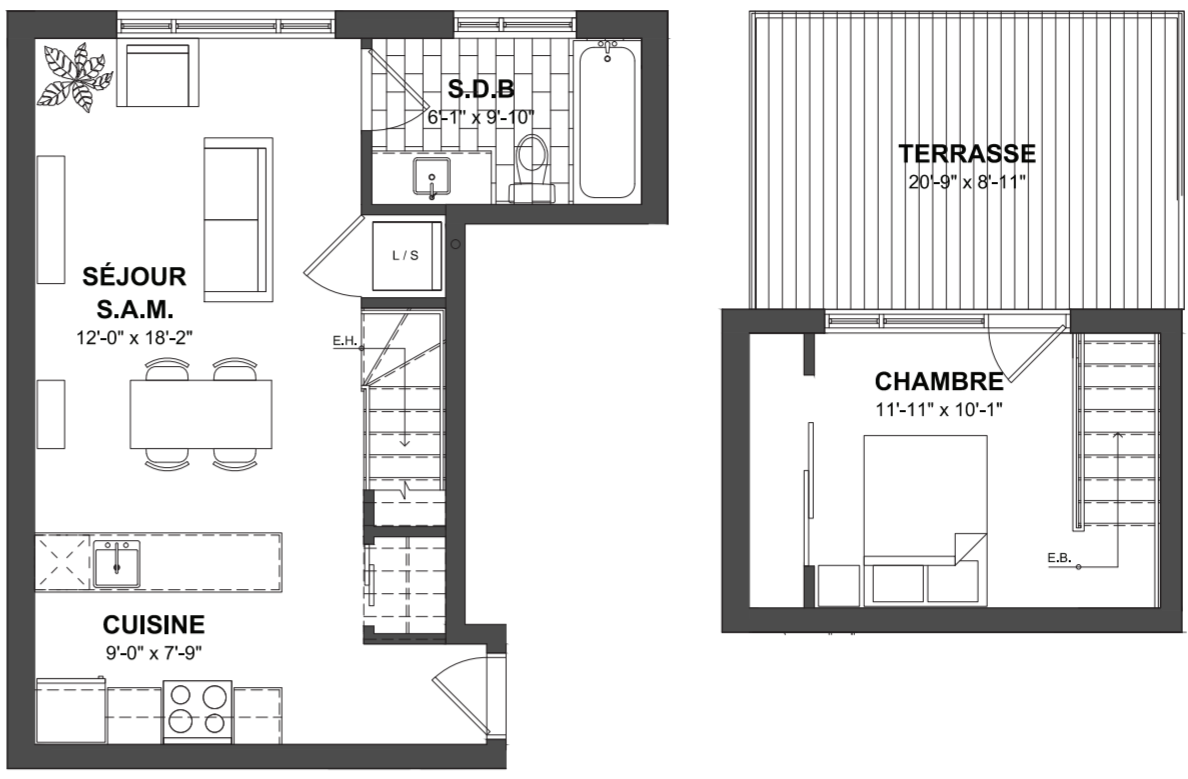 S.D.B
6'-1" x 9'-10"
L / S
SÉJOUR
S.A.M.
12'-0" x 18'-2"
E.H.
CUISINE
9'-0" x 7'-9"
TERRASSE
20'-9" x 8'-11"
CHAMBRE
11'-11" x 10'-1"
E.B.